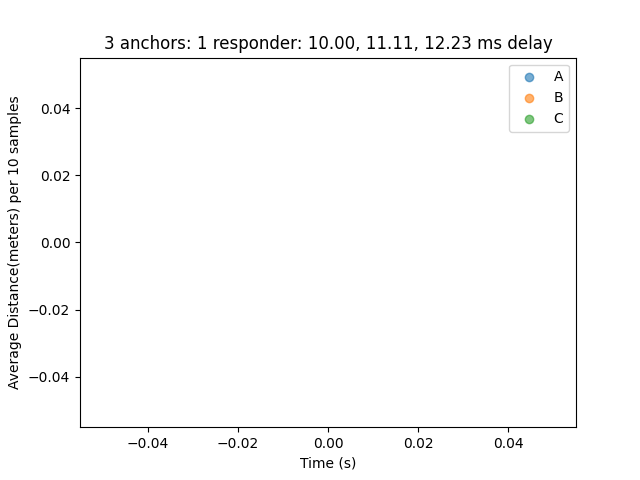 3 anchors: 1 responder: 10.00, 11.11, 12.23 ms delay
A
B
C
Average Distance(meters) per 10 samples
0.04
0.02
0.00
−0.02
−0.04
−0.04
−0.02
0.00
0.02
0.04
Time (s)